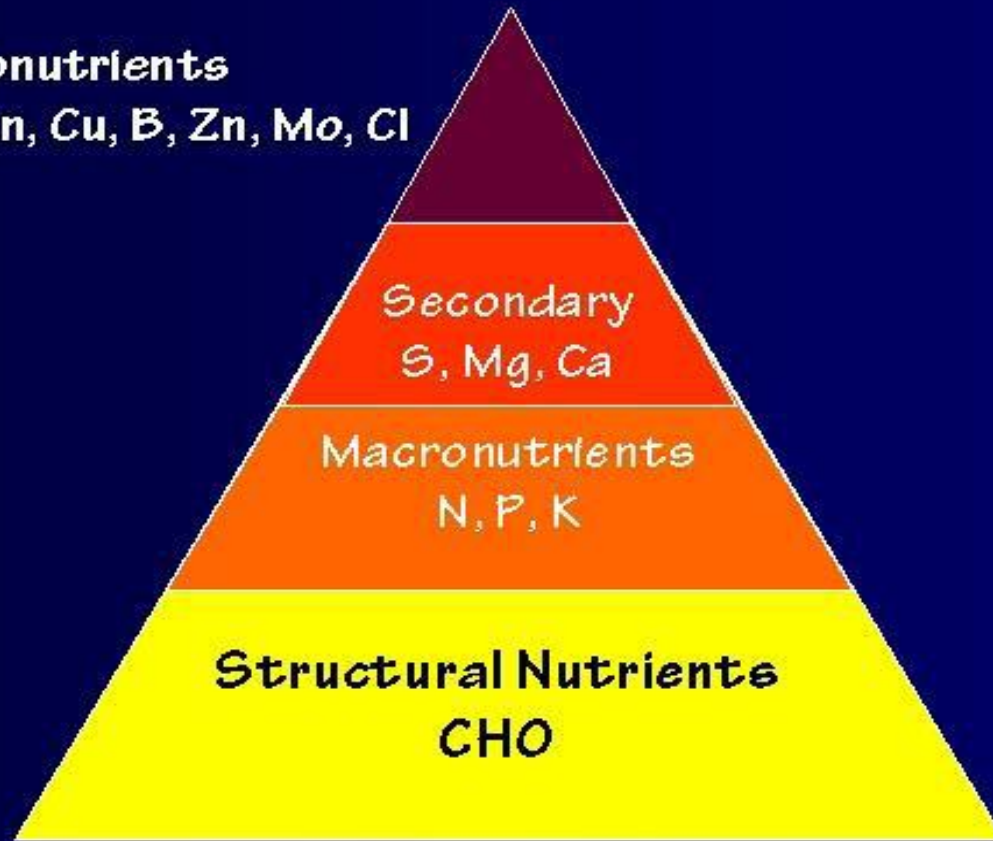 onutrients
n, Cu, B, Zn, Mo, Cl
Secondary
S, Mg, Ca
Macronutrients
N, P, K
Structural Nutrients
CHO